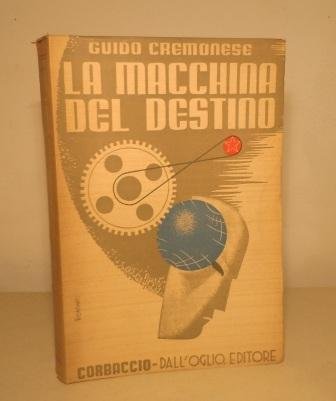 GUIDO CREMONESE
LA MACCHINA
DEL DESTINO
CORBACCIO-DALL'OGLIO, EDITORE